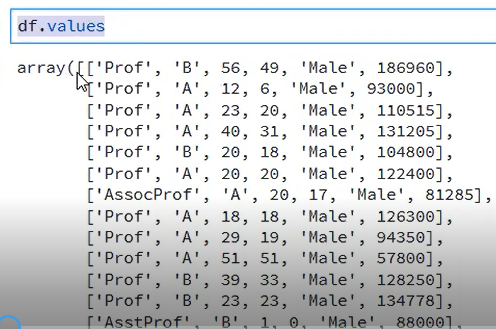 df.values
array([['Prof', 'B', 56, 49, 'Male', 186960],
['Prof', 'A', 12, 6, 'Male', 93000],
['Prof', 'A', 23, 20, 'Male', 110515],
['Prof', 'A', 40, 31, 'Male', 131205],
['Prof', 'B', 20, 18, 'Male', 104800],
['Prof', 'A', 20, 20, 'Male', 122400],
['AssocProf', 'A', 20, 17, 'Male', 81285],
['Prof', 'A', 18, 18, 'Male', 126300],
['Prof', 'A', 29, 19, 'Male', 94350],
['Prof', 'A', 51, 51, 'Male', 57800],
['Prof', 'B', 39, 33, 'Male', 128250],
['Prof', 'B', 23, 23, 'Male', 134778],
['AsstProf', 'B', 1, 0, 'Male', 88000],